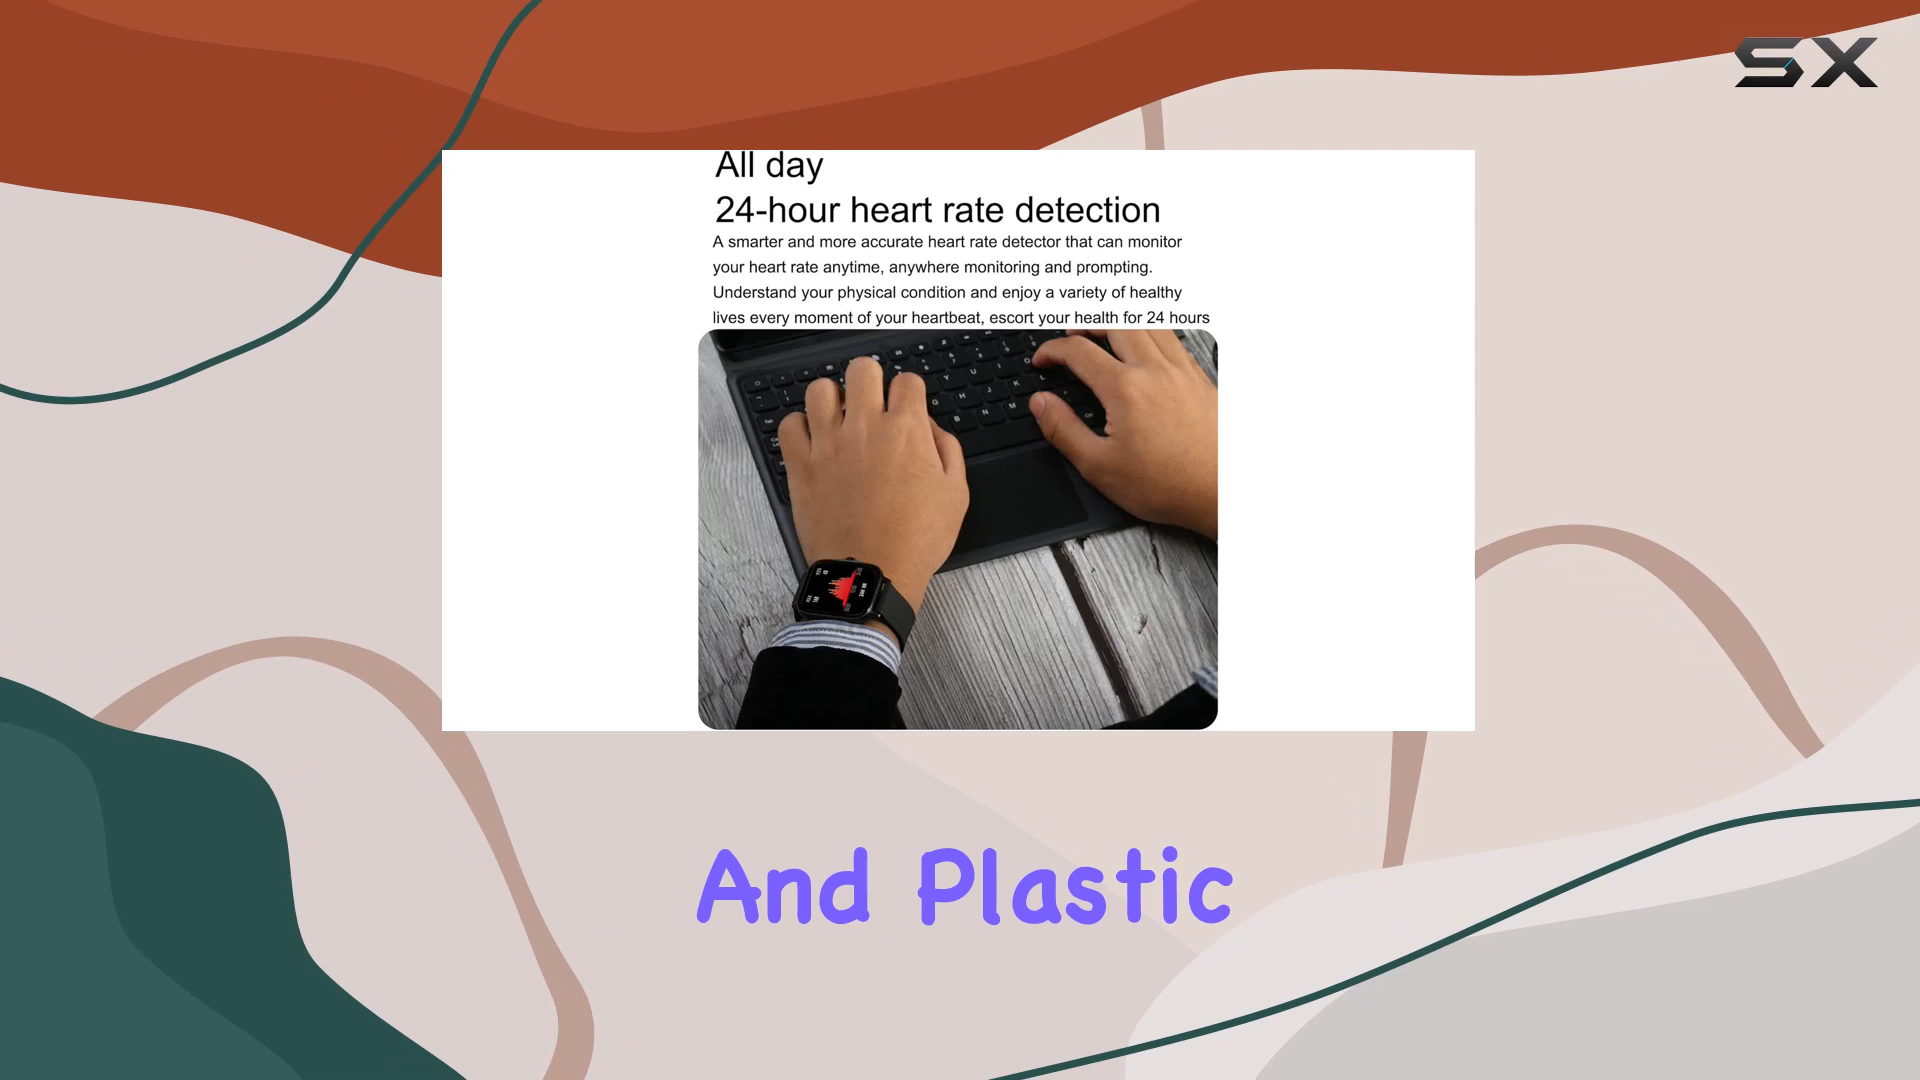 SX
All day
24-hour heart rate detection
A smarter and more accurate heart rate detector that can monitor
your heart rate anytime, anywhere monitoring and prompting.
Understand your physical condition and enjoy a variety of healthy
lives every moment of your heartbeat, escort your health for 24 hours
And Plastic